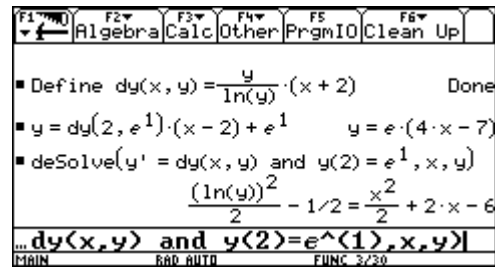 F1 F2 Algebra F3 Calc F4 Other F5 PrgmIO F6 Clean Up
▪ Define dy(x, y) = y/ln(y)·(x + 2) Done
▪ y = dy(2, e^1)·(x − 2) + e^1 y = e·(4·x − 7)
▪ deSolve(y' = dy(x, y) and y(2) = e^1, x, y)
(ln(y))^2/2 − 1/2 = x^2/2 + 2·x − 6
…dy(x,y) and y(2)=e^(1),x,y)
MAIN RAD AUTO FUNC 3/30